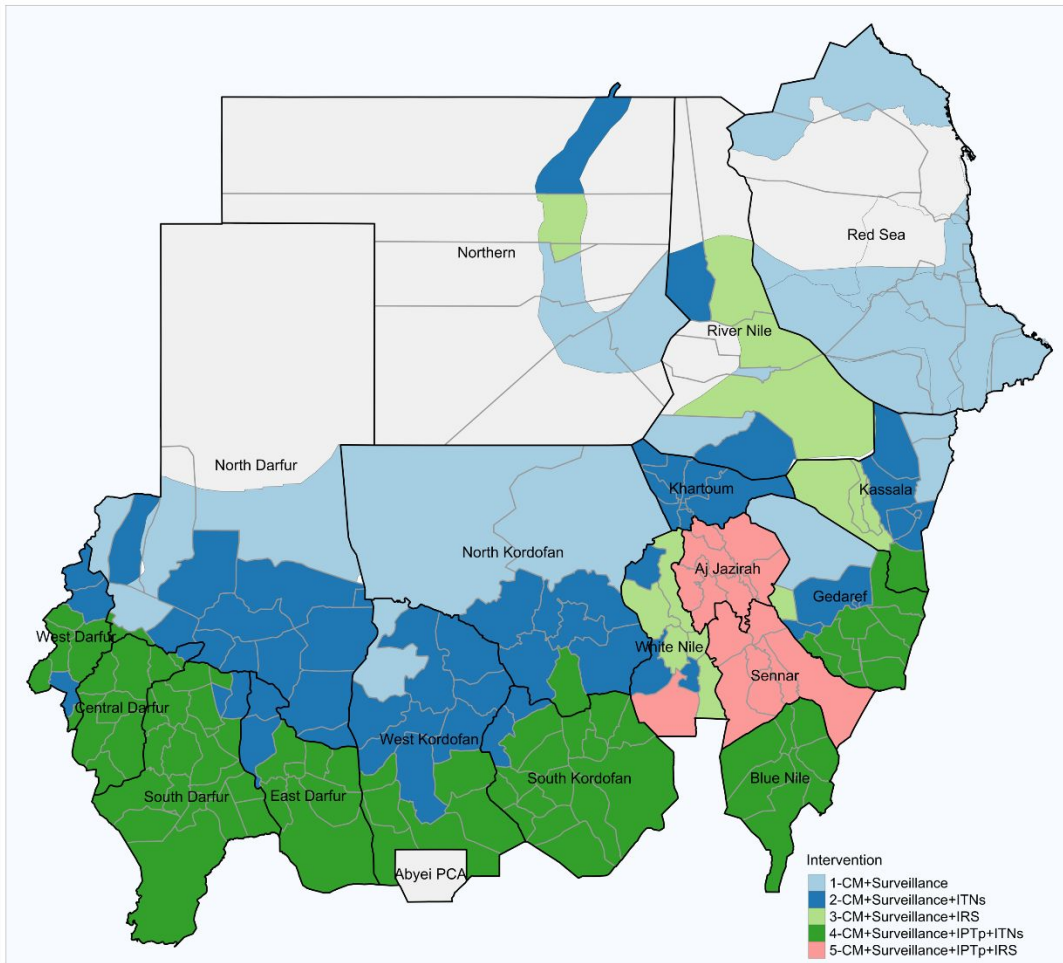 Red Sea
Northern
River Nile
North Darfur
Khartoum
Kassala
North Kordofan
Aj Jazirah
Gedaref
West Darfur
White Nile
Sennar
Central Darfur
West Kordofan
South Kordofan
Blue Nile
South Darfur
East Darfur
Abyei PCA
Intervention
1-CM+Surveillance
2-CM+Surveillance+ITNs
3-CM+Surveillance+IRS
4-CM+Surveillance+IPTp+ITNs
5-CM+Surveillance+IPTp+IRS